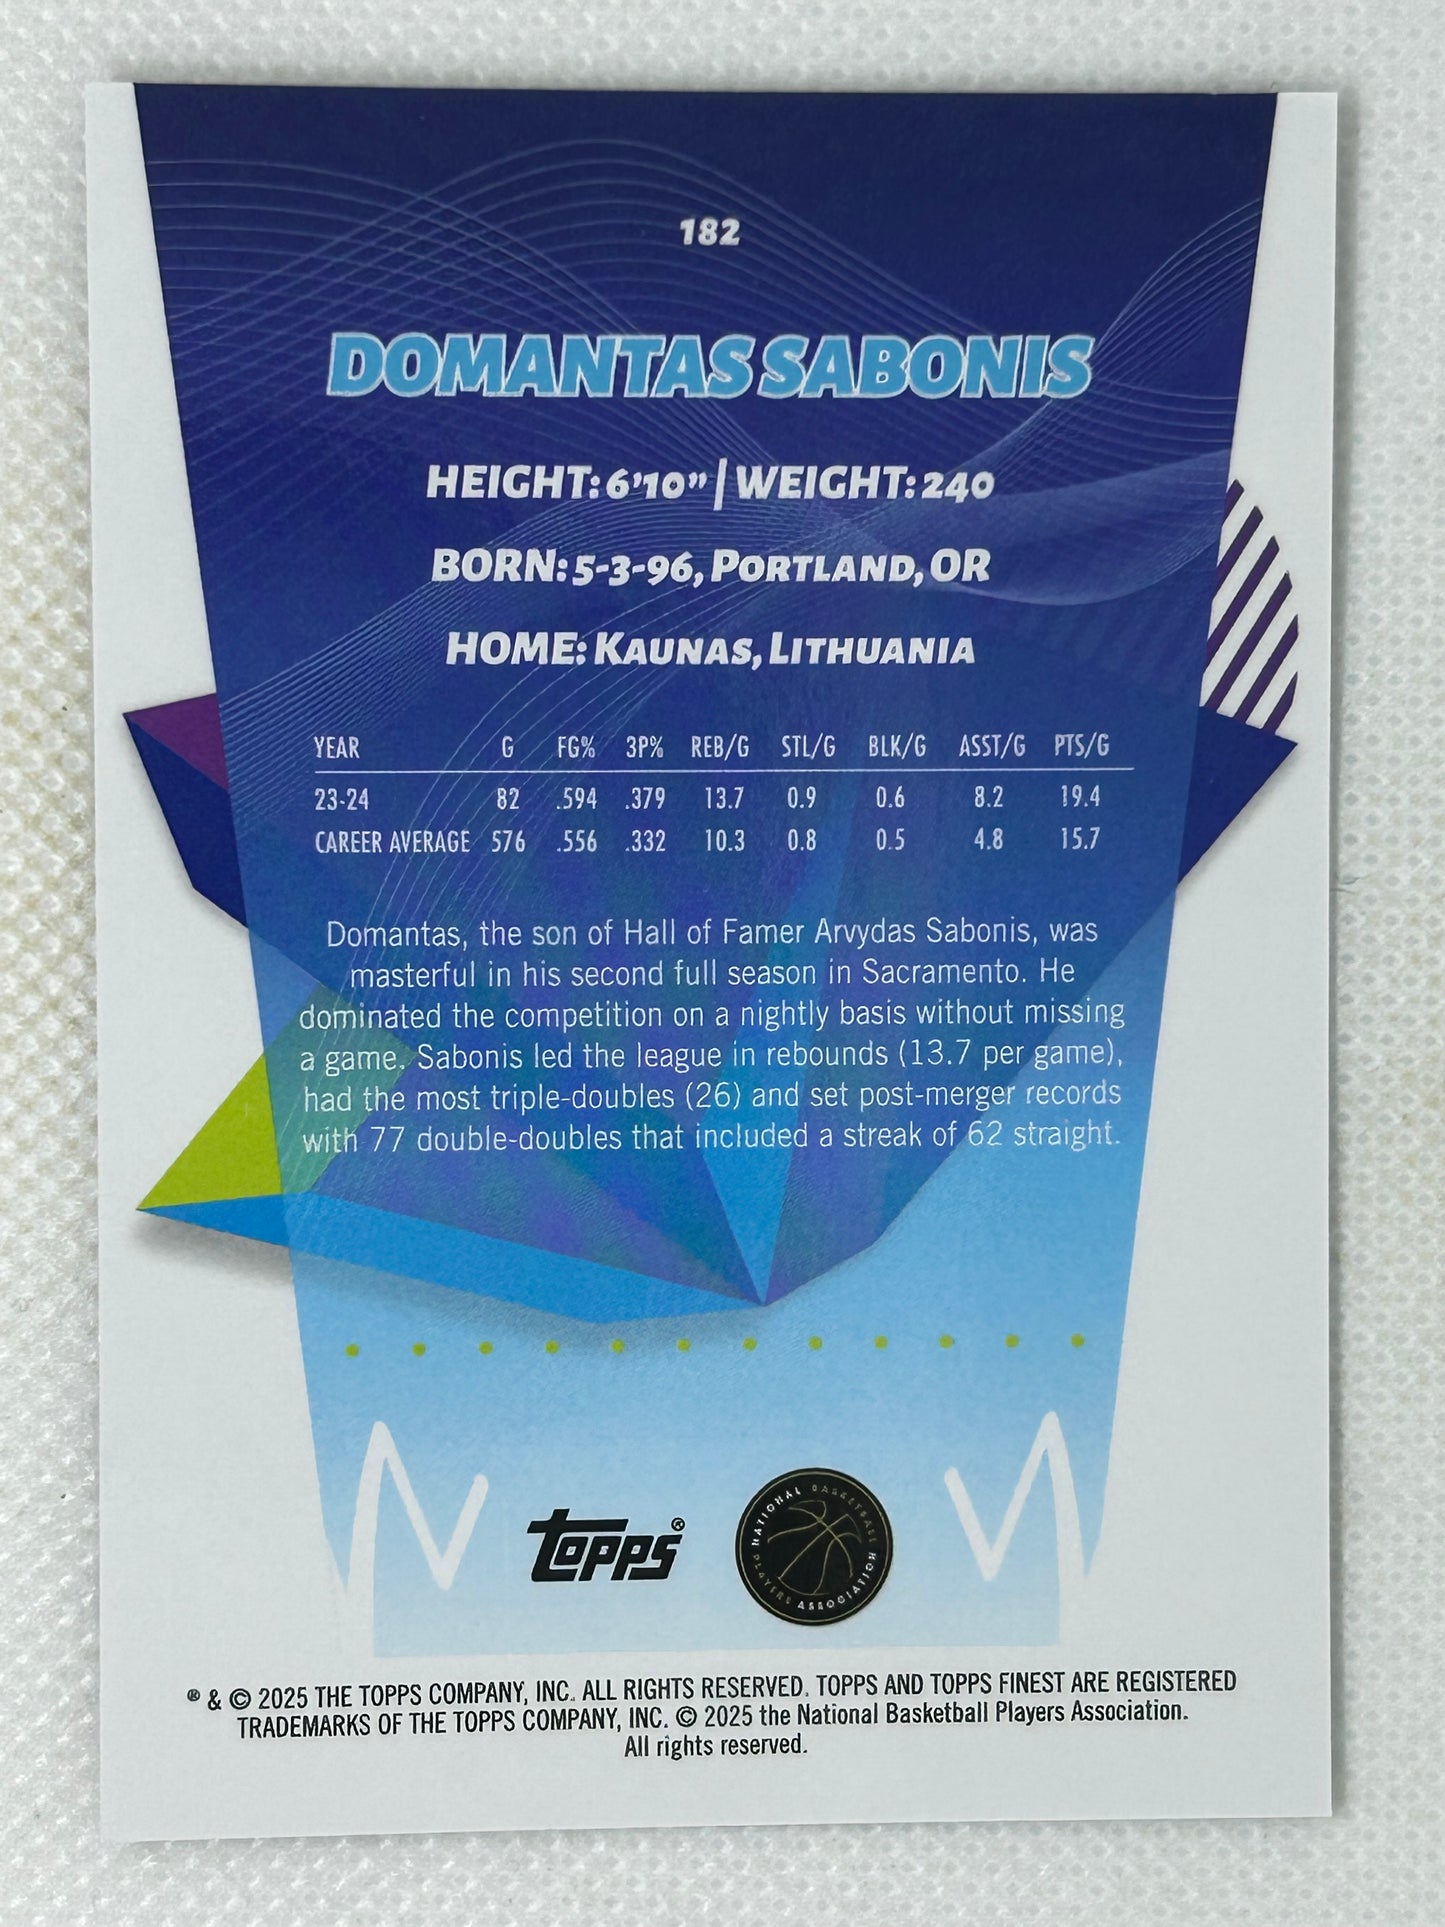 182
DOMANTAS SABONIS
HEIGHT: 6'10" | WEIGHT: 240
BORN: 5-3-96, PORTLAND, OR
HOME: KAUNAS, LITHUANIA
YEAR G FG% 3P% REB/G STL/G BLK/G ASST/G PTS/G
23-24 82 .594 .379 13.7 0.9 0.6 8.2 19.4
CAREER AVERAGE 576 .556 .332 10.3 0.8 0.5 4.8 15.7
Domantas, the son of Hall of Famer Arvydas Sabonis, was
masterful in his second full season in Sacramento. He
dominated the competition on a nightly basis without missing
a game. Sabonis led the league in rebounds (13.7 per game),
had the most triple-doubles (26) and set post-merger records
with 77 double-doubles that included a streak of 62 straight.
TOPPS®
NATIONAL BASKETBALL PLAYERS ASSOCIATION
® & © 2025 THE TOPPS COMPANY, INC. ALL RIGHTS RESERVED. TOPPS AND TOPPS FINEST ARE REGISTERED
TRADEMARKS OF THE TOPPS COMPANY, INC. © 2025 the National Basketball Players Association.
All rights reserved.